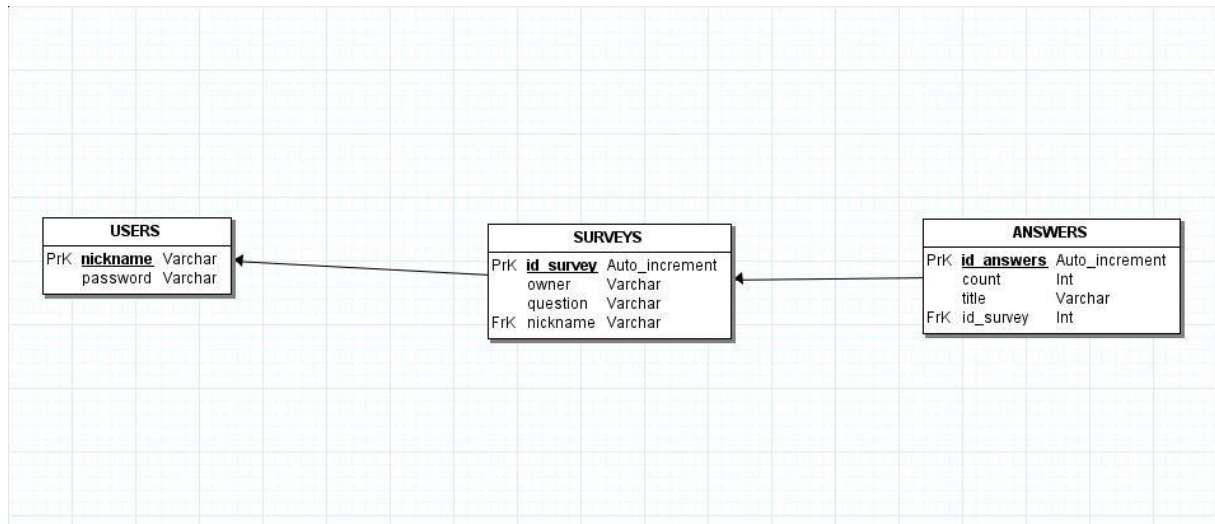 USERS
PrK nickname Varchar
password Varchar
SURVEYS
PrK id_survey Auto_increment
owner Varchar
question Varchar
FrK nickname Varchar
ANSWERS
PrK id_answers Auto_increment
count Int
title Varchar
FrK id_survey Int